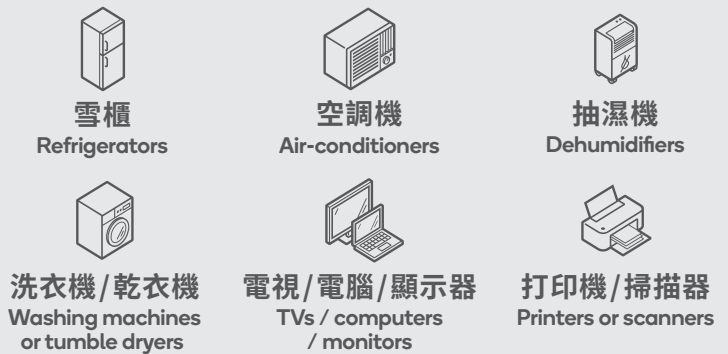 雪櫃
Refrigerators
空調機
Air-conditioners
抽濕機
Dehumidifiers
洗衣機/乾衣機
Washing machines
or tumble dryers
電視/電腦/顯示器
TVs / computers
/ monitors
打印機/掃描器
Printers or scanners